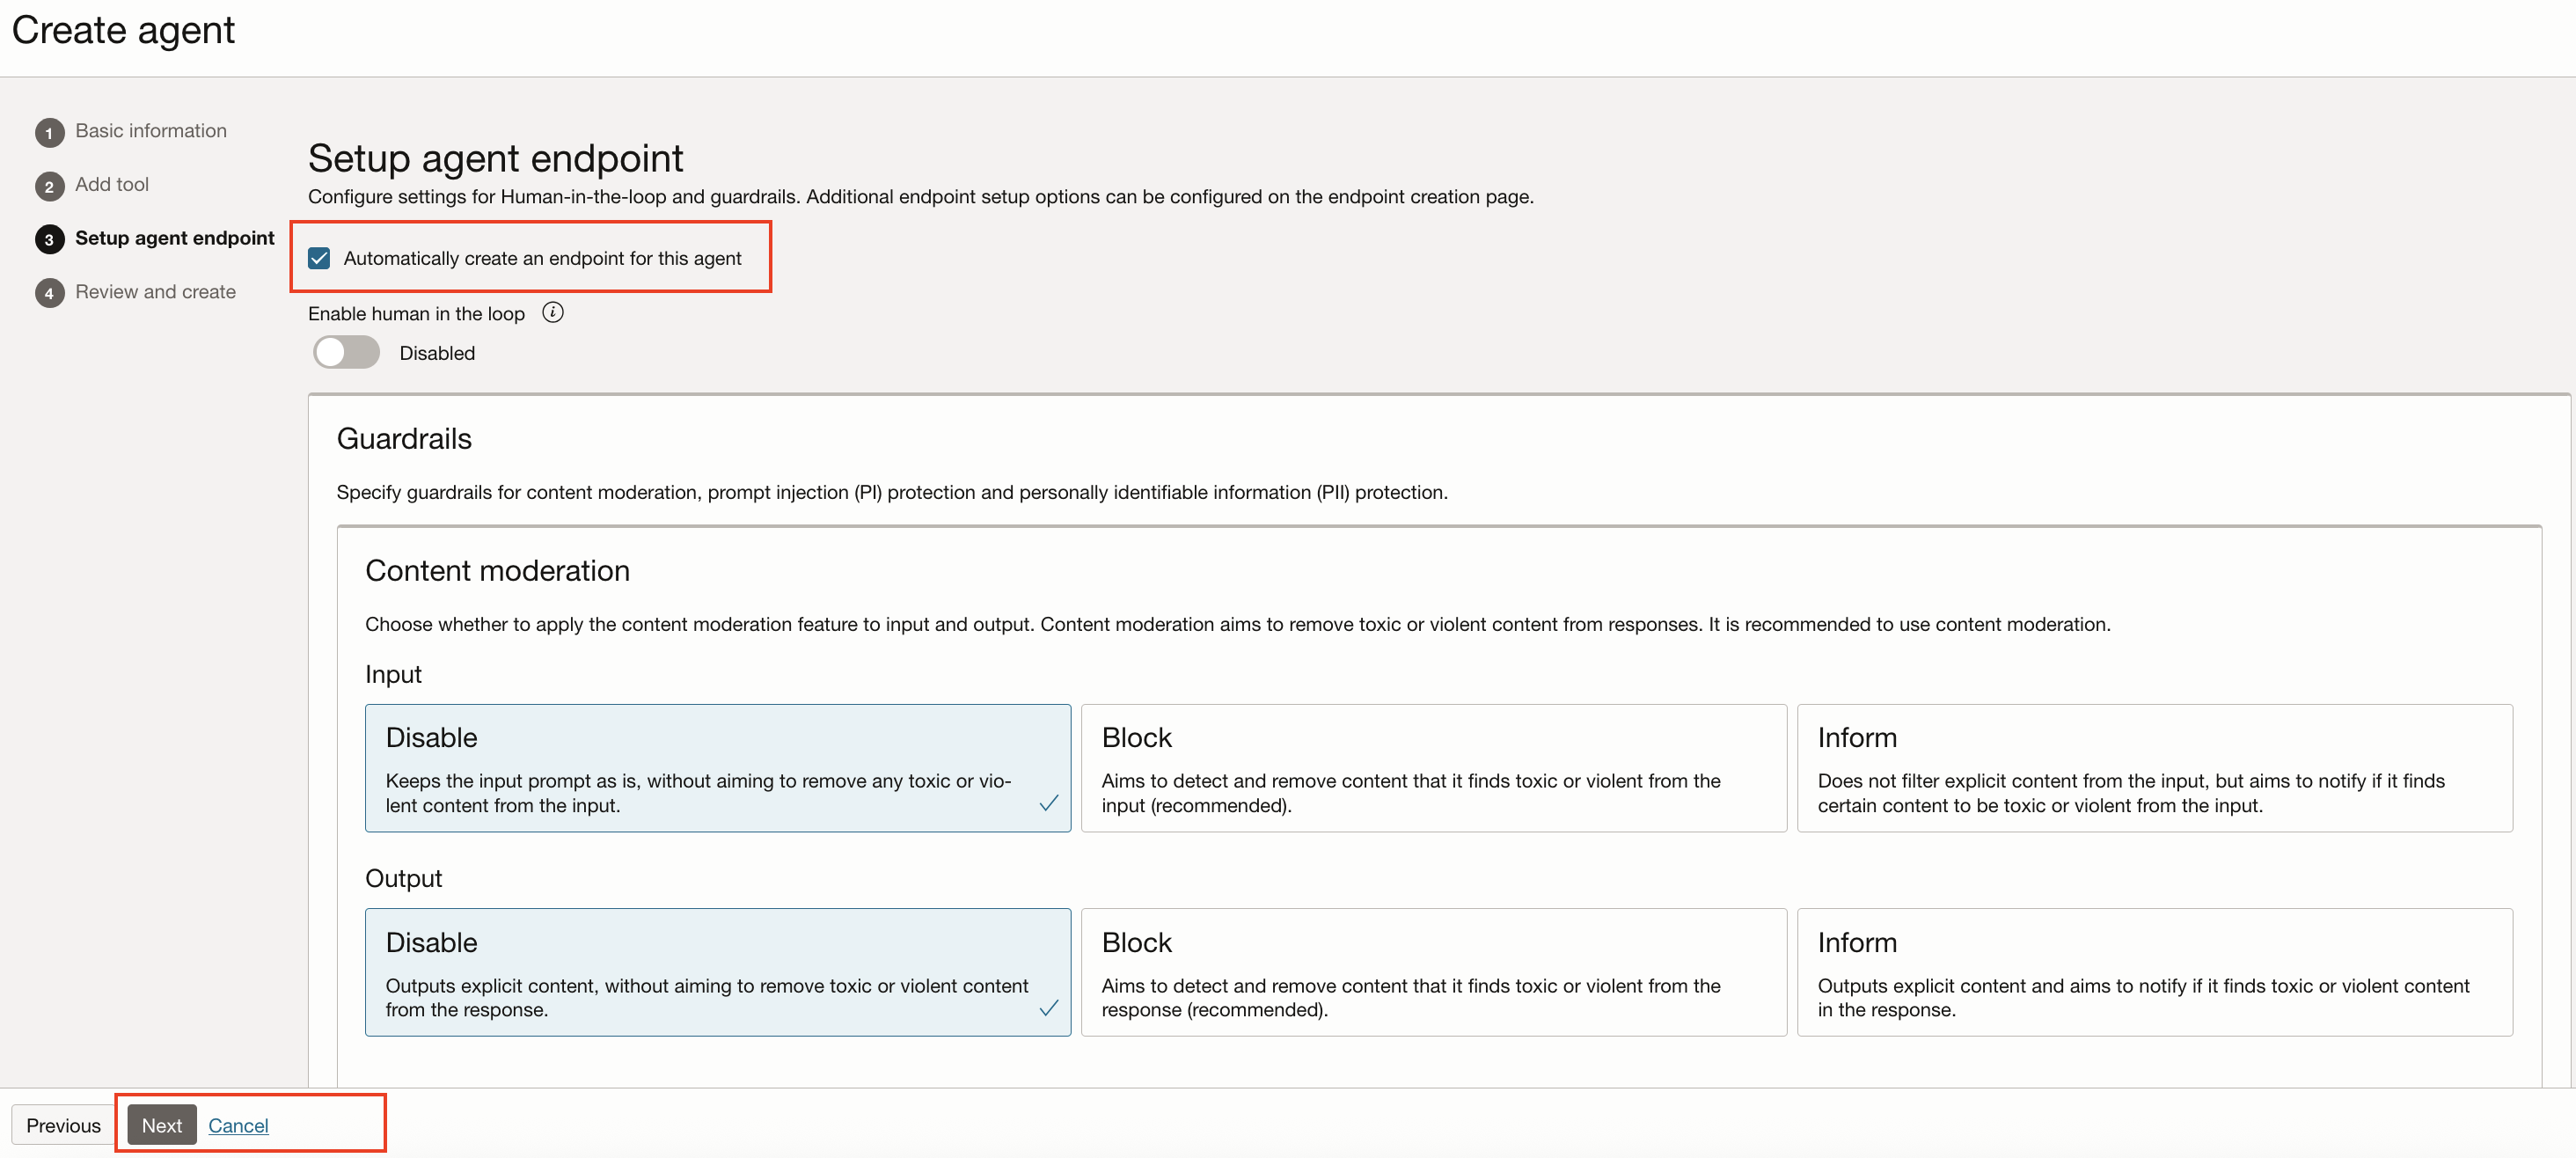 Create agent
1 Basic information
2 Add tool
3 Setup agent endpoint
4 Review and create
Setup agent endpoint
Configure settings for Human-in-the-loop and guardrails. Additional endpoint setup options can be configured on the endpoint creation page.
Automatically create an endpoint for this agent
Enable human in the loop i
Disabled
Guardrails
Specify guardrails for content moderation, prompt injection (PI) protection and personally identifiable information (PII) protection.
Content moderation
Choose whether to apply the content moderation feature to input and output. Content moderation aims to remove toxic or violent content from responses. It is recommended to use content moderation.
Input
Disable
Keeps the input prompt as is, without aiming to remove any toxic or vio-
lent content from the input.
Block
Aims to detect and remove content that it finds toxic or violent from the
input (recommended).
Inform
Does not filter explicit content from the input, but aims to notify if it finds
certain content to be toxic or violent from the input.
Output
Disable
Outputs explicit content, without aiming to remove toxic or violent content
from the response.
Block
Aims to detect and remove content that it finds toxic or violent from the
response (recommended).
Inform
Outputs explicit content and aims to notify if it finds toxic or violent content
in the response.
Previous Next Cancel